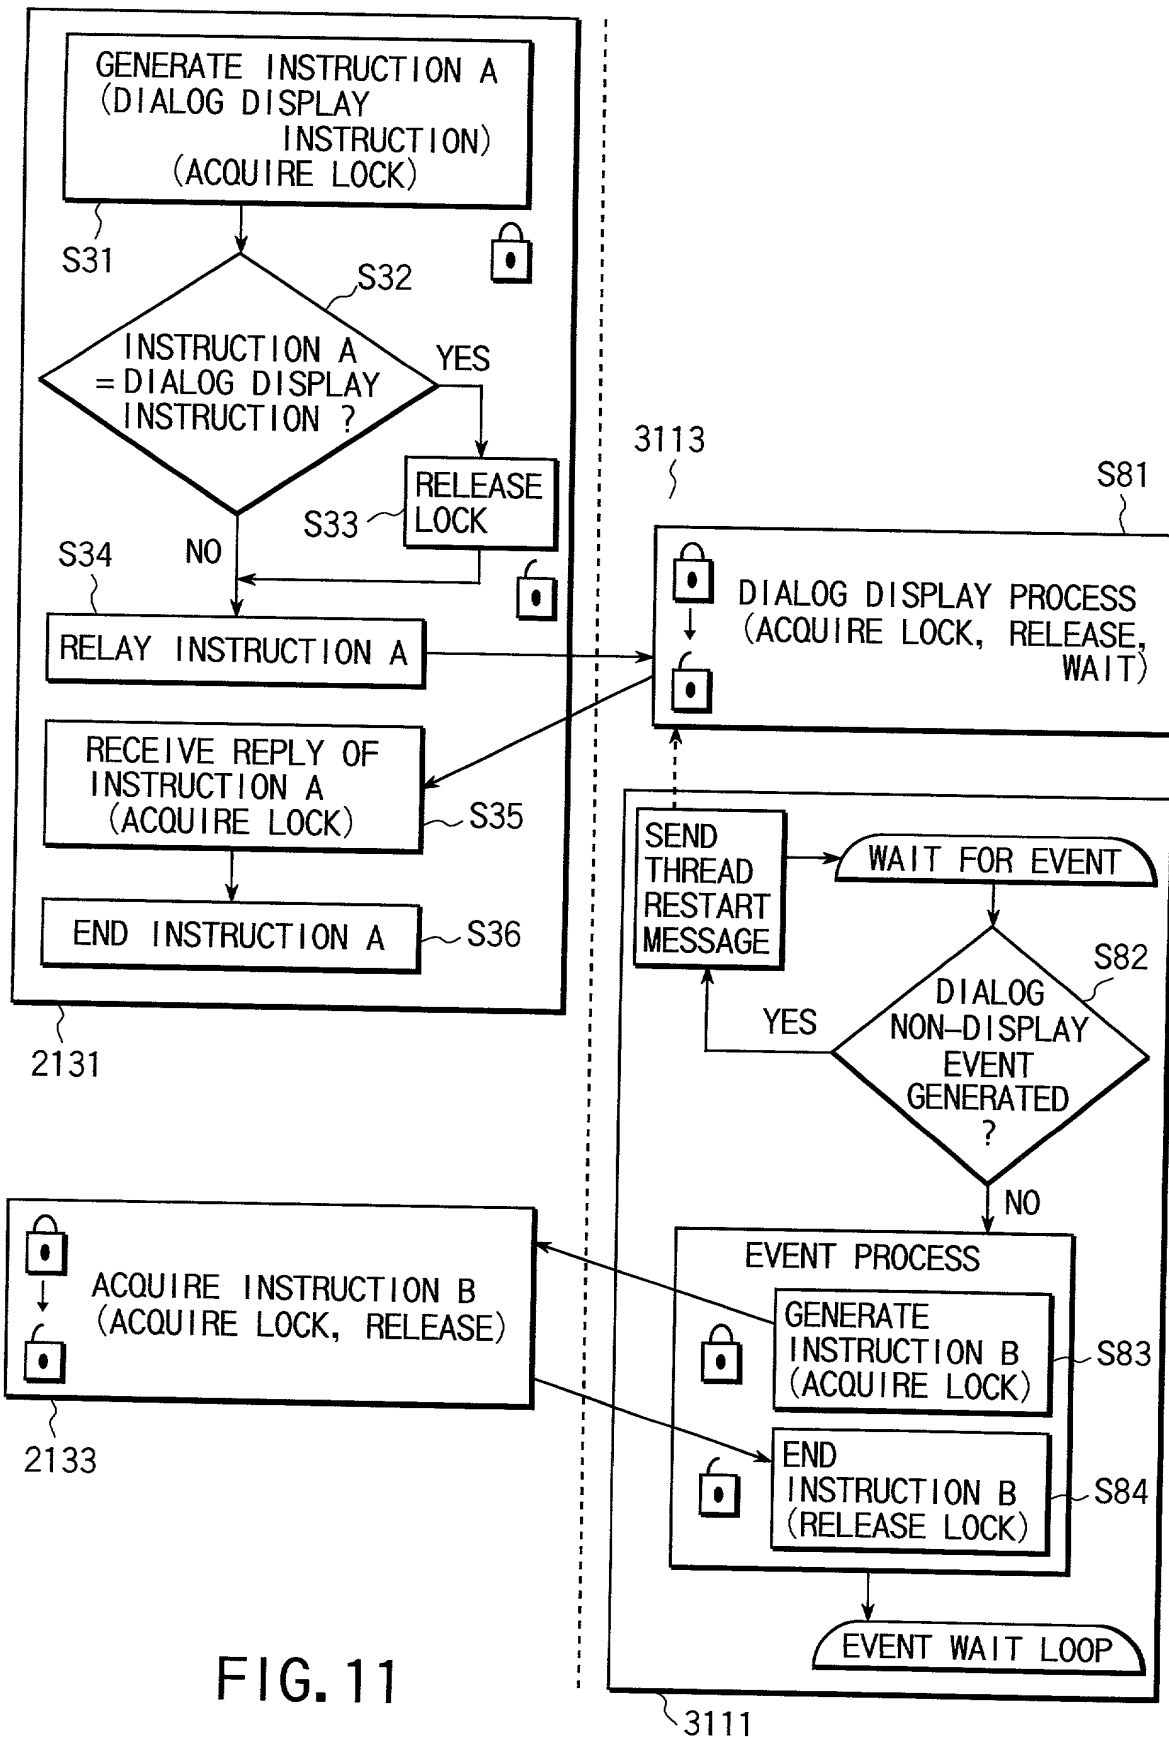 GENERATE INSTRUCTION A
(DIALOG DISPLAY
INSTRUCTION)
(ACQUIRE LOCK)
S31
S32
INSTRUCTION A
= DIALOG DISPLAY
INSTRUCTION ?
YES
RELEASE
LOCK
S33
NO
S34
RELAY INSTRUCTION A
RECEIVE REPLY OF
INSTRUCTION A
(ACQUIRE LOCK)
S35
END INSTRUCTION A
S36
2131
3113
S81
DIALOG DISPLAY PROCESS
(ACQUIRE LOCK, RELEASE,
WAIT)
SEND
THREAD
RESTART
MESSAGE
WAIT FOR EVENT
S82
DIALOG
NON-DISPLAY
EVENT
GENERATED
?
YES
NO
ACQUIRE INSTRUCTION B
(ACQUIRE LOCK, RELEASE)
2133
EVENT PROCESS
GENERATE
INSTRUCTION B
(ACQUIRE LOCK)
S83
END
INSTRUCTION B
(RELEASE LOCK)
S84
EVENT WAIT LOOP
3111
FIG. 11